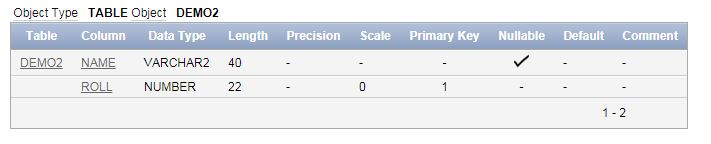 Object Type TABLE Object DEMO2
Table Column Data Type Length Precision Scale Primary Key Nullable Default Comment
DEMO2 NAME VARCHAR2 40 - - - ✓ - -
ROLL NUMBER 22 - 0 1 - - -
1 - 2